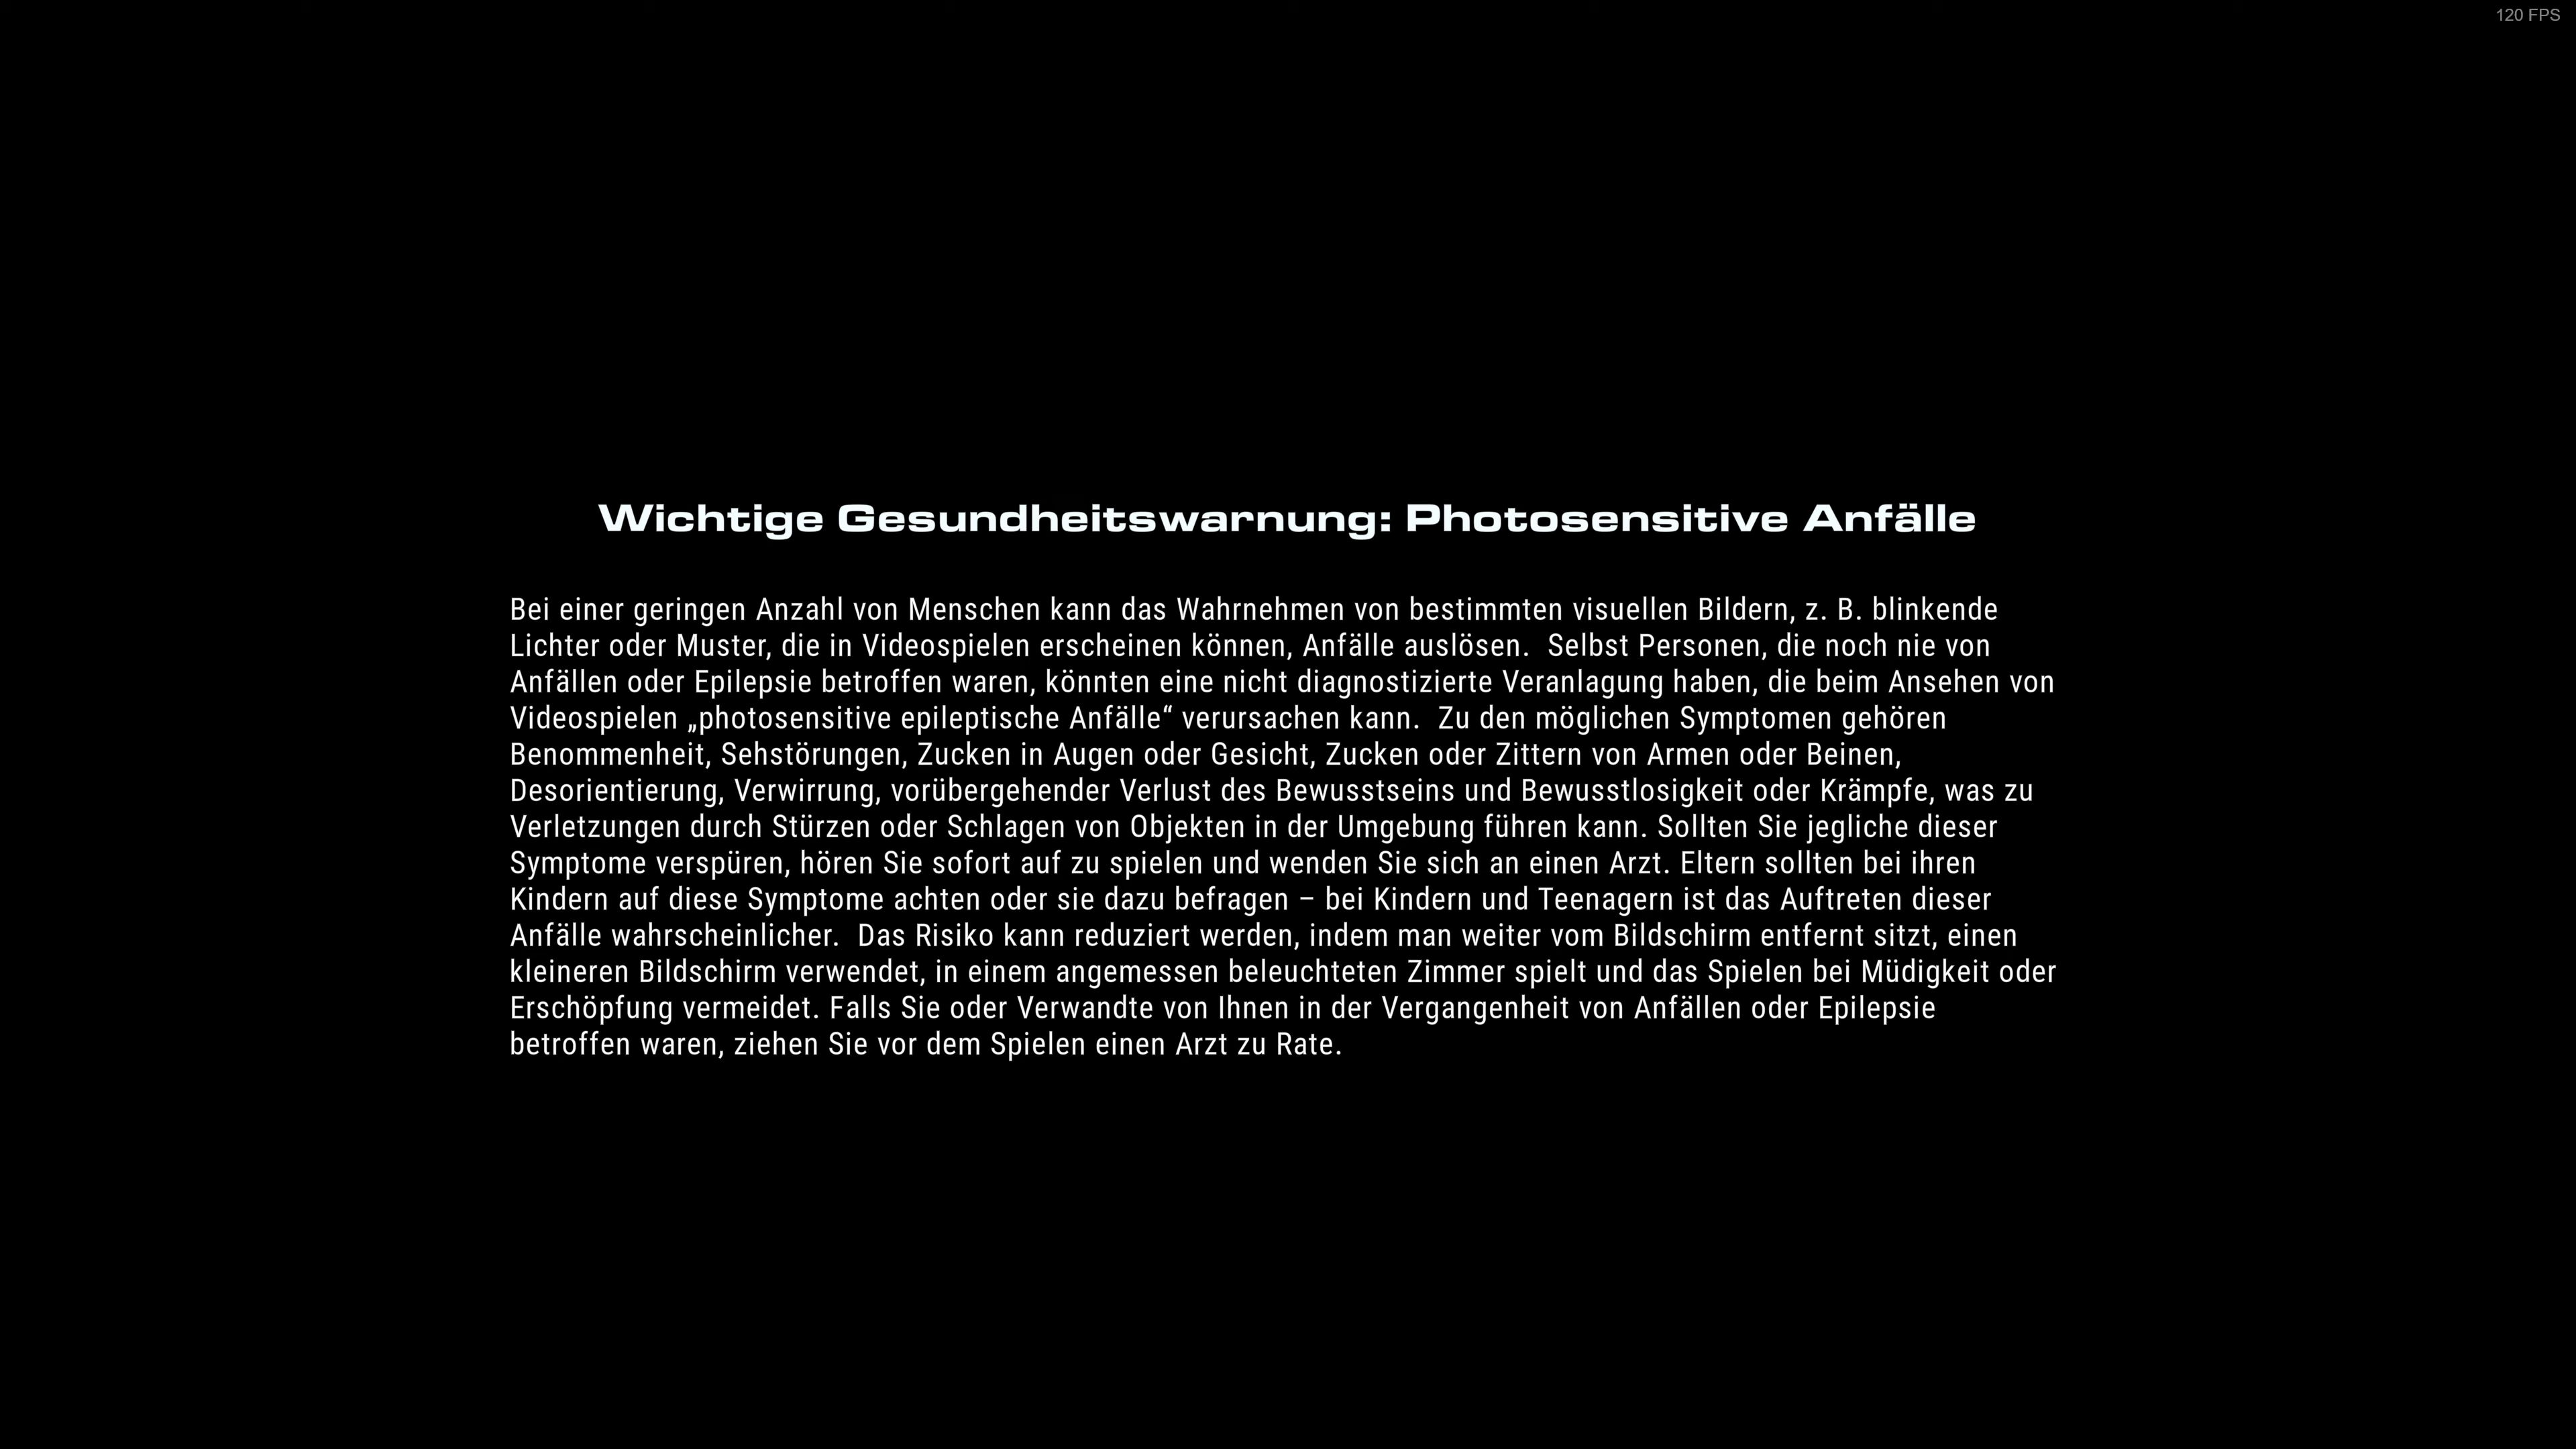 120 FPS
Wichtige Gesundheitswarnung: Photosensitive Anfälle
Bei einer geringen Anzahl von Menschen kann das Wahrnehmen von bestimmten visuellen Bildern, z. B. blinkende
Lichter oder Muster, die in Videospielen erscheinen können, Anfälle auslösen.  Selbst Personen, die noch nie von
Anfällen oder Epilepsie betroffen waren, könnten eine nicht diagnostizierte Veranlagung haben, die beim Ansehen von
Videospielen „photosensitive epileptische Anfälle“ verursachen kann.  Zu den möglichen Symptomen gehören
Benommenheit, Sehstörungen, Zucken in Augen oder Gesicht, Zucken oder Zittern von Armen oder Beinen,
Desorientierung, Verwirrung, vorübergehender Verlust des Bewusstseins und Bewusstlosigkeit oder Krämpfe, was zu
Verletzungen durch Stürzen oder Schlagen von Objekten in der Umgebung führen kann. Sollten Sie jegliche dieser
Symptome verspüren, hören Sie sofort auf zu spielen und wenden Sie sich an einen Arzt. Eltern sollten bei ihren
Kindern auf diese Symptome achten oder sie dazu befragen – bei Kindern und Teenagern ist das Auftreten dieser
Anfälle wahrscheinlicher.  Das Risiko kann reduziert werden, indem man weiter vom Bildschirm entfernt sitzt, einen
kleineren Bildschirm verwendet, in einem angemessen beleuchteten Zimmer spielt und das Spielen bei Müdigkeit oder
Erschöpfung vermeidet. Falls Sie oder Verwandte von Ihnen in der Vergangenheit von Anfällen oder Epilepsie
betroffen waren, ziehen Sie vor dem Spielen einen Arzt zu Rate.